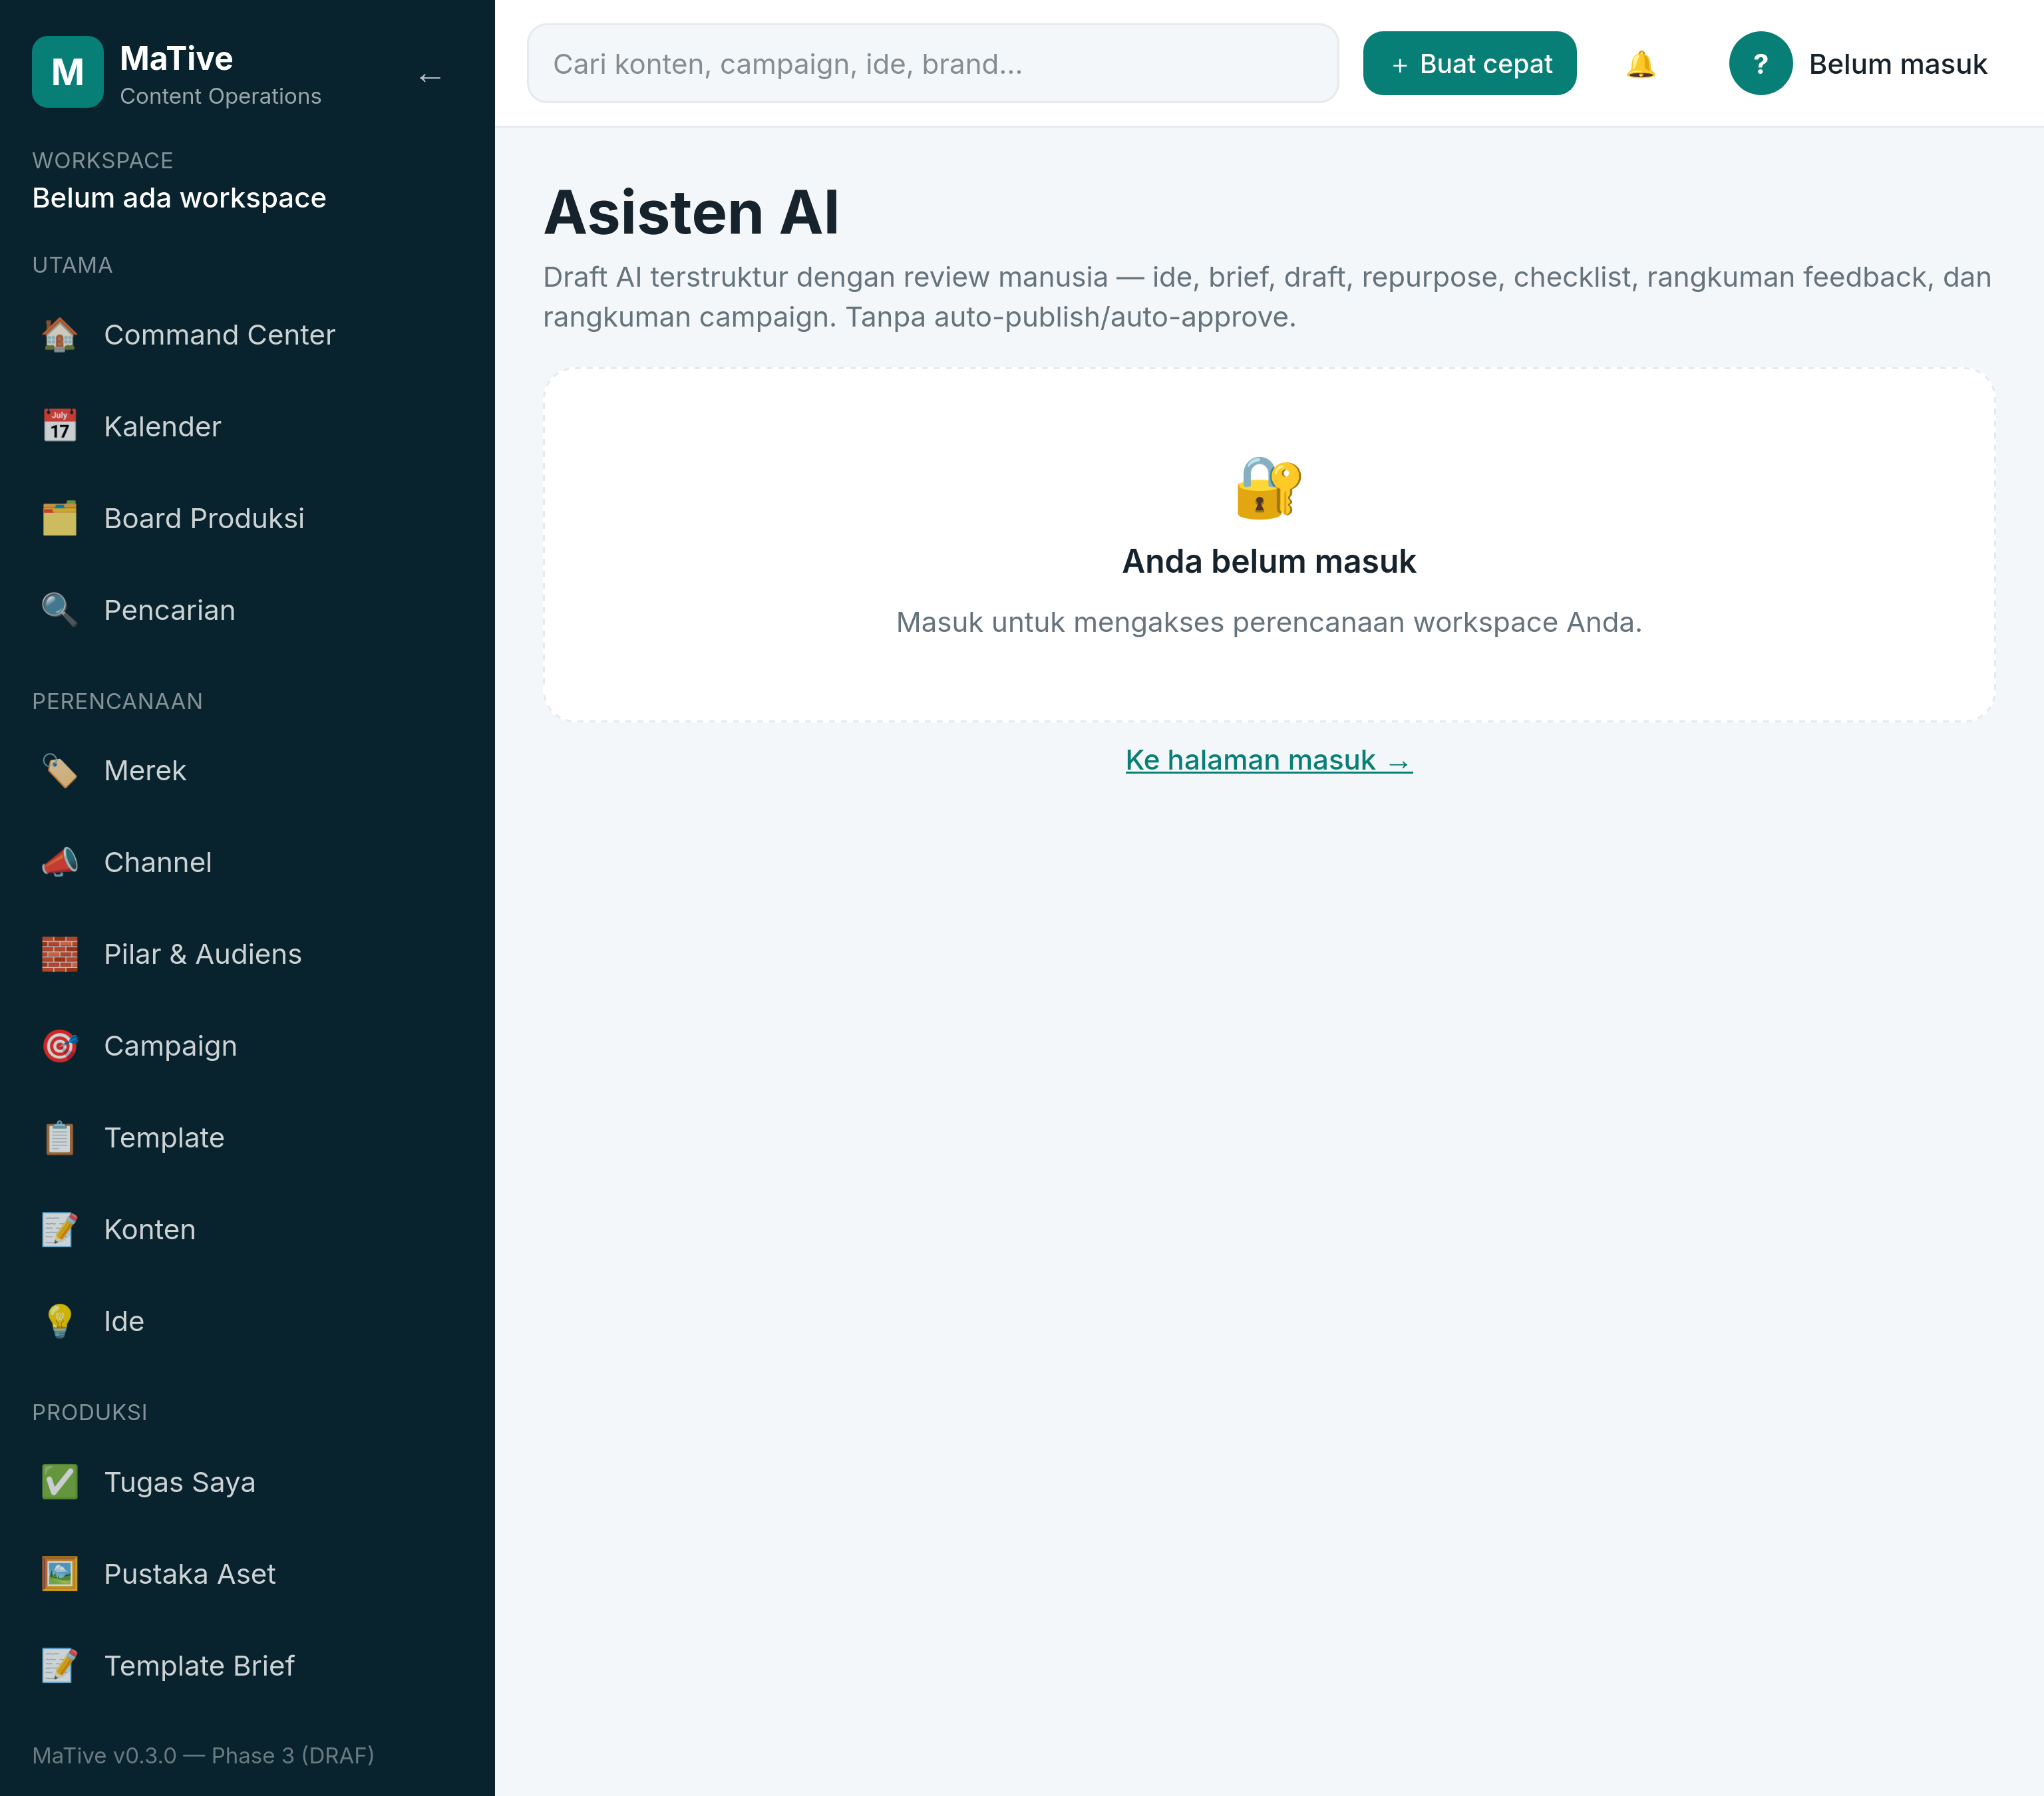 M
MaTive
Content Operations
←
WORKSPACE
Belum ada workspace
UTAMA
🏠 Command Center
📅 Kalender
🗂️ Board Produksi
🔍 Pencarian
PERENCANAAN
🏷️ Merek
📣 Channel
🧱 Pilar & Audiens
🎯 Campaign
📋 Template
📝 Konten
💡 Ide
PRODUKSI
✅ Tugas Saya
🖼️ Pustaka Aset
📝 Template Brief
MaTive v0.3.0 — Phase 3 (DRAF)
Cari konten, campaign, ide, brand...
+ Buat cepat
🔔
? Belum masuk
Asisten AI
Draft AI terstruktur dengan review manusia — ide, brief, draft, repurpose, checklist, rangkuman feedback, dan
rangkuman campaign. Tanpa auto-publish/auto-approve.
🔐
Anda belum masuk
Masuk untuk mengakses perencanaan workspace Anda.
Ke halaman masuk →